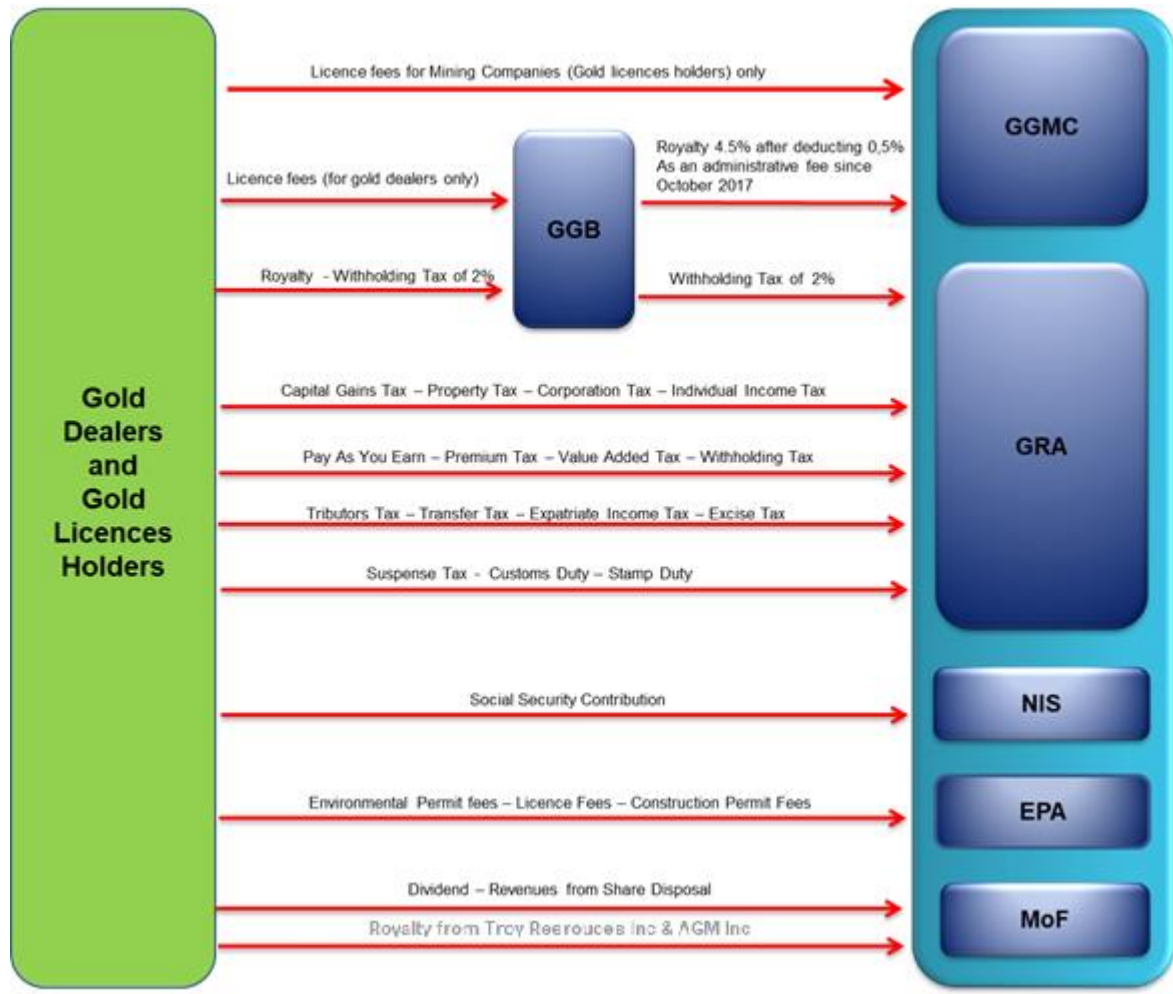 Licence fees for Mining Companies (Gold licences holders) only
GGMC
Royalty 4.5% after deducting 0,5%
As an administrative fee since
October 2017
Licence fees (for gold dealers only)
GGB
Royalty - Withholding Tax of 2%
Withholding Tax of 2%
Gold
Dealers
and
Gold
Licences
Holders
Capital Gains Tax – Property Tax – Corporation Tax – Individual Income Tax
GRA
Pay As You Earn – Premium Tax – Value Added Tax – Withholding Tax
Tributors Tax – Transfer Tax – Expatriate Income Tax – Excise Tax
Suspense Tax - Customs Duty – Stamp Duty
Social Security Contribution
NIS
Environmental Permit fees – Licence Fees – Construction Permit Fees
EPA
Dividend – Revenues from Share Disposal
MoF
Royalty from Troy Reerouces Inc & AGM Inc